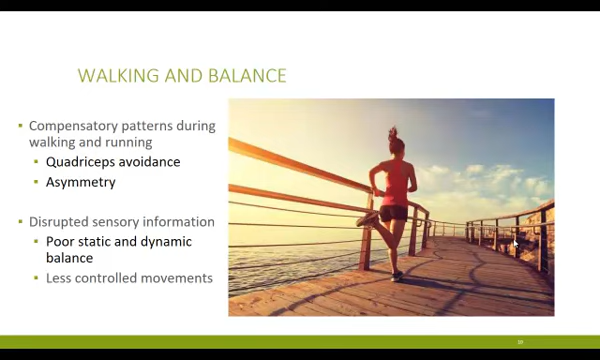 WALKING AND BALANCE
Compensatory patterns during
walking and running
Quadriceps avoidance
Asymmetry
Disrupted sensory information
Poor static and dynamic
balance
Less controlled movements